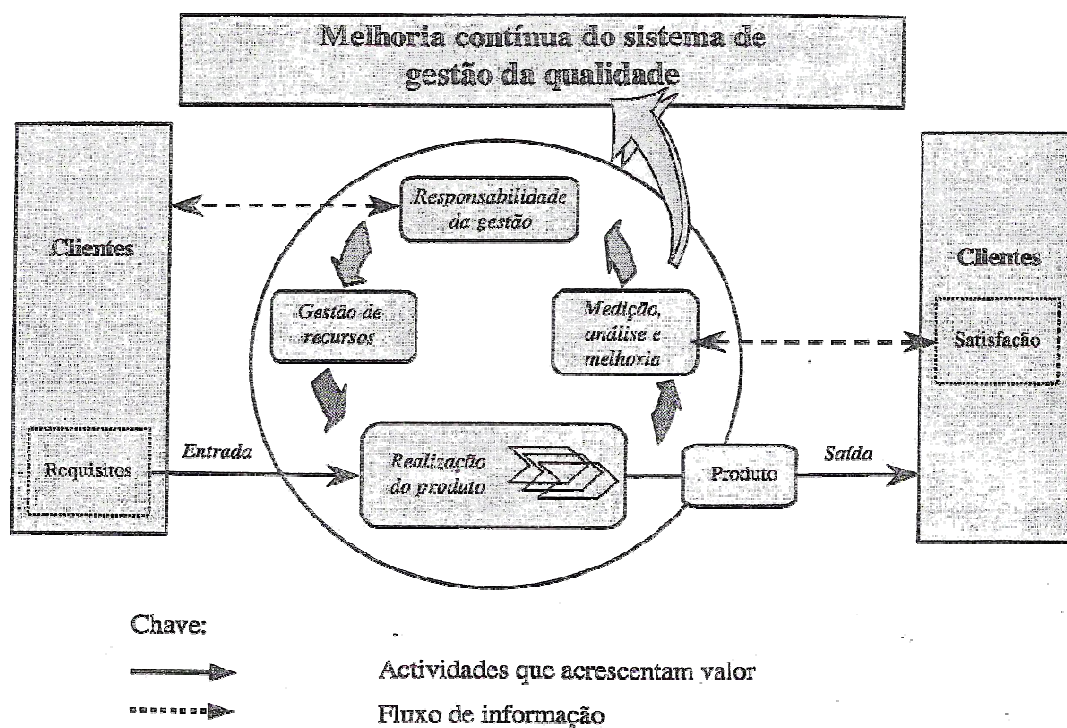 Melhoria contínua do sistema de
gestão da qualidade
Clientes
Responsabilidade
da gestão
Clientes
Gestão de
recursos
Medição,
análise e
melhoria
Satisfação
Requisitos
Entrada
Realização
do produto
Produto
Saída
Chave:
Actividades que acrescentam valor
Fluxo de informação